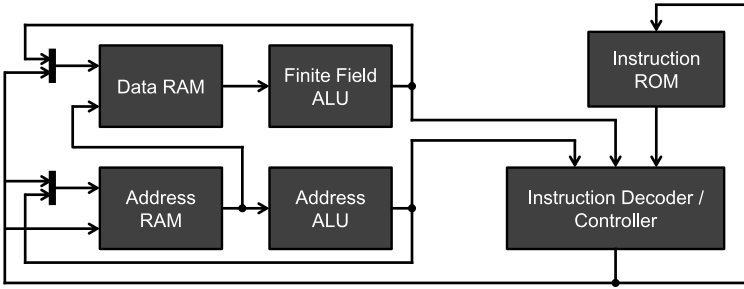 Data RAM
Finite Field
ALU
Instruction
ROM
Address
RAM
Address
ALU
Instruction Decoder /
Controller